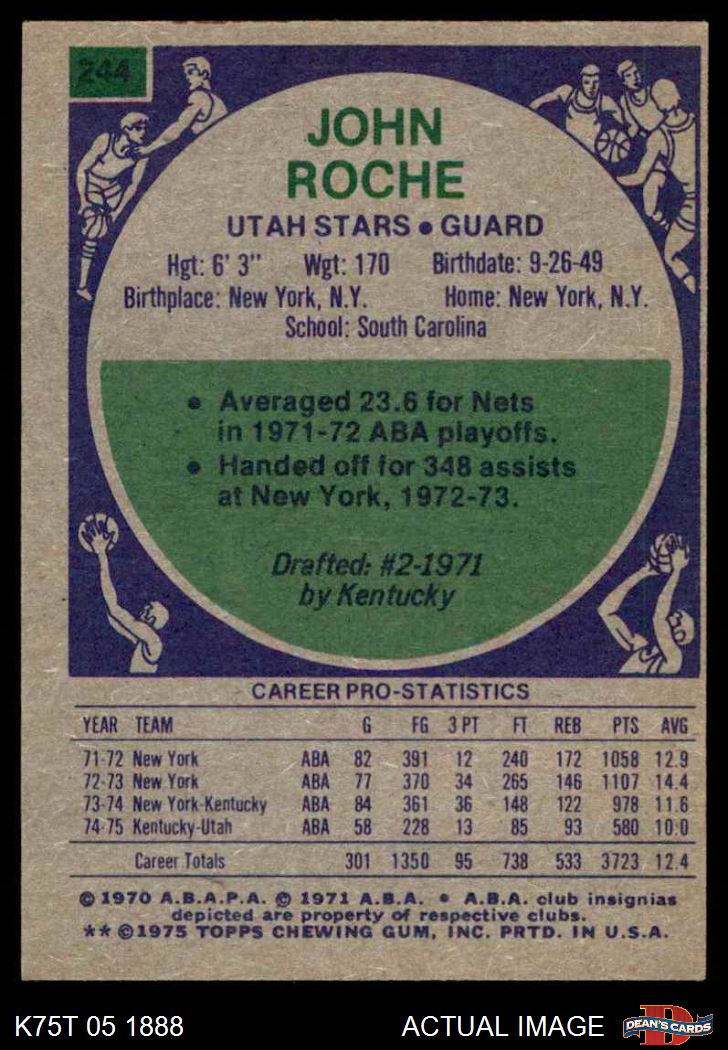 244
JOHN
ROCHE
UTAH STARS • GUARD
Hgt: 6' 3" Wgt: 170 Birthdate: 9-26-49
Birthplace: New York, N.Y. Home: New York, N.Y.
School: South Carolina
• Averaged 23.6 for Nets
in 1971-72 ABA playoffs.
• Handed off for 348 assists
at New York, 1972-73.
Drafted: #2-1971
by Kentucky
CAREER PRO-STATISTICS
YEAR TEAM G FG 3 PT FT REB PTS AVG
71-72 New York ABA 82 391 12 240 172 1058 12.9
72-73 New York ABA 77 370 34 265 146 1107 14.4
73-74 New York-Kentucky ABA 84 361 36 148 122 978 11.6
74-75 Kentucky-Utah ABA 58 228 13 85 93 580 10.0
Career Totals 301 1350 95 738 533 3723 12.4
© 1970 A.B.A.P.A. © 1971 A.B.A. • A.B.A. club insignias
depicted are property of respective clubs.
** ©1975 TOPPS CHEWING GUM, INC. PRTD. IN U.S.A.
K75T 05 1888 ACTUAL IMAGE D DEAN'S CARDS